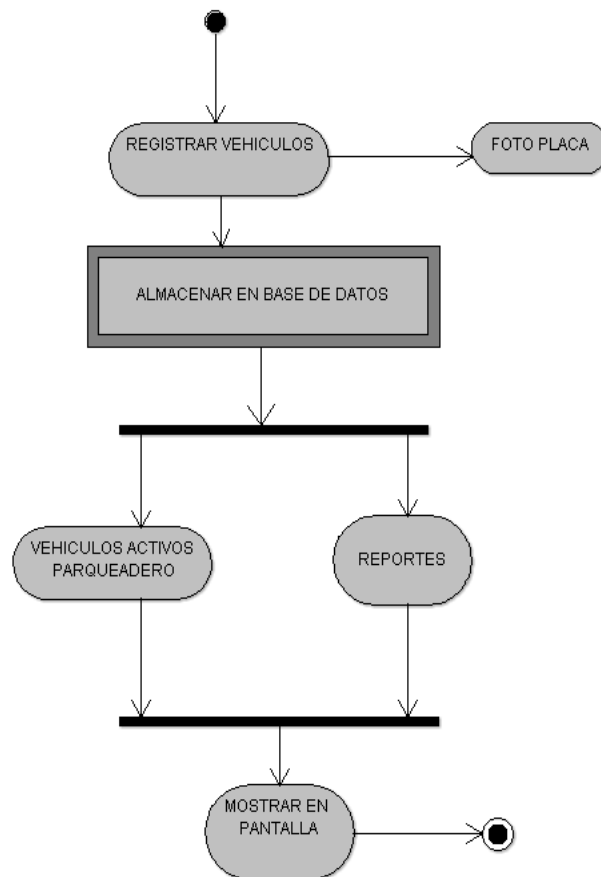 REGISTRAR VEHICULOS
FOTO PLACA
ALMACENAR EN BASE DE DATOS
VEHICULOS ACTIVOS
PARQUEADERO
REPORTES
MOSTRAR EN
PANTALLA